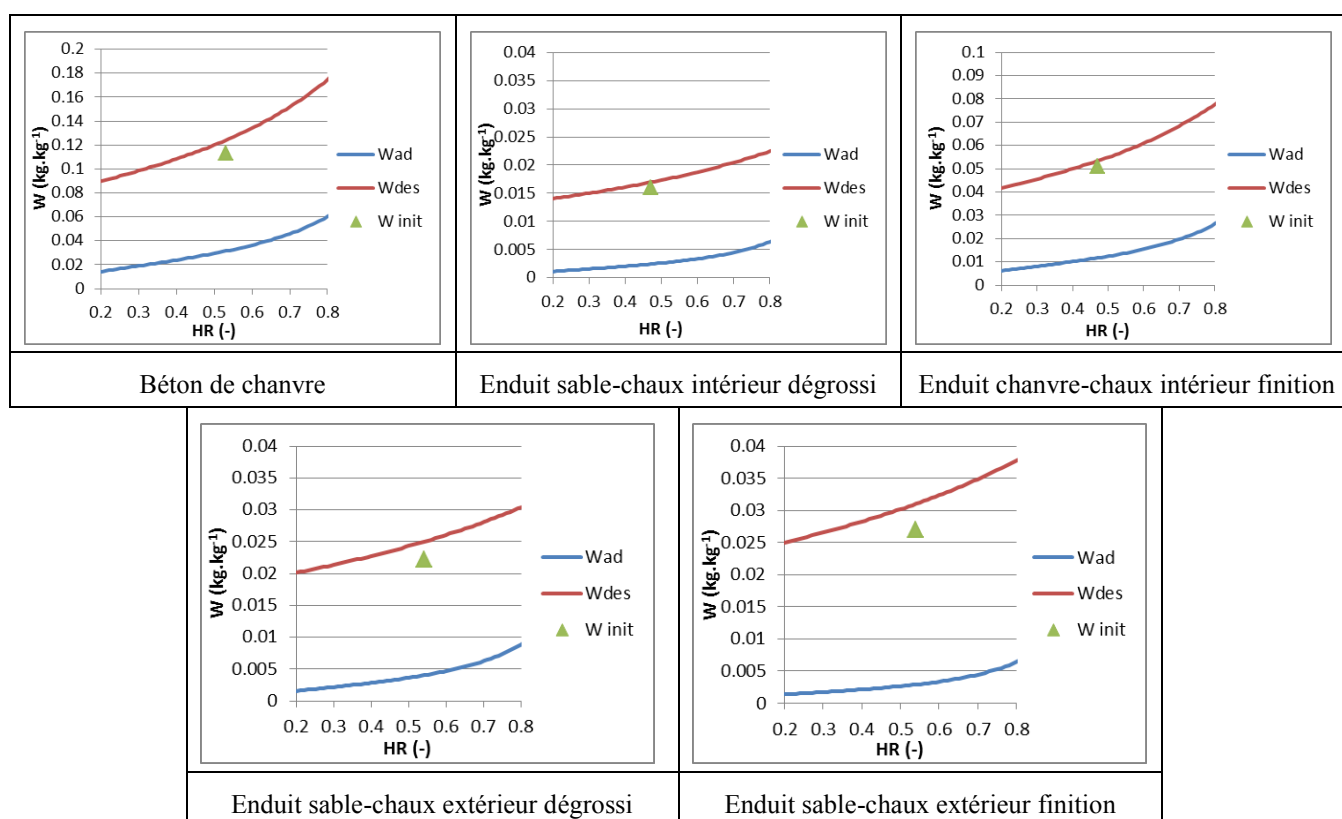 0.2
0.18
0.16
0.14
0.12
0.1
0.08
0.06
0.04
0.02
0
W (kg.kg⁻¹)
0.2 0.3 0.4 0.5 0.6 0.7 0.8
HR (-)
Wad
Wdes
W init
Béton de chanvre
0.04
0.035
0.03
0.025
0.02
0.015
0.01
0.005
0
W (kg.kg⁻¹)
0.2 0.3 0.4 0.5 0.6 0.7 0.8
HR (-)
Wad
Wdes
W init
Enduit sable-chaux intérieur dégrossi
0.1
0.09
0.08
0.07
0.06
0.05
0.04
0.03
0.02
0.01
0
W (kg.kg⁻¹)
0.2 0.3 0.4 0.5 0.6 0.7 0.8
HR (-)
Wad
Wdes
W init
Enduit chanvre-chaux intérieur finition
0.04
0.035
0.03
0.025
0.02
0.015
0.01
0.005
0
W (kg.kg⁻¹)
0.2 0.3 0.4 0.5 0.6 0.7 0.8
HR (-)
Wad
Wdes
W init
Enduit sable-chaux extérieur dégrossi
0.04
0.035
0.03
0.025
0.02
0.015
0.01
0.005
0
W (kg.kg⁻¹)
0.2 0.3 0.4 0.5 0.6 0.7 0.8
HR (-)
Wad
Wdes
W init
Enduit sable-chaux extérieur finition